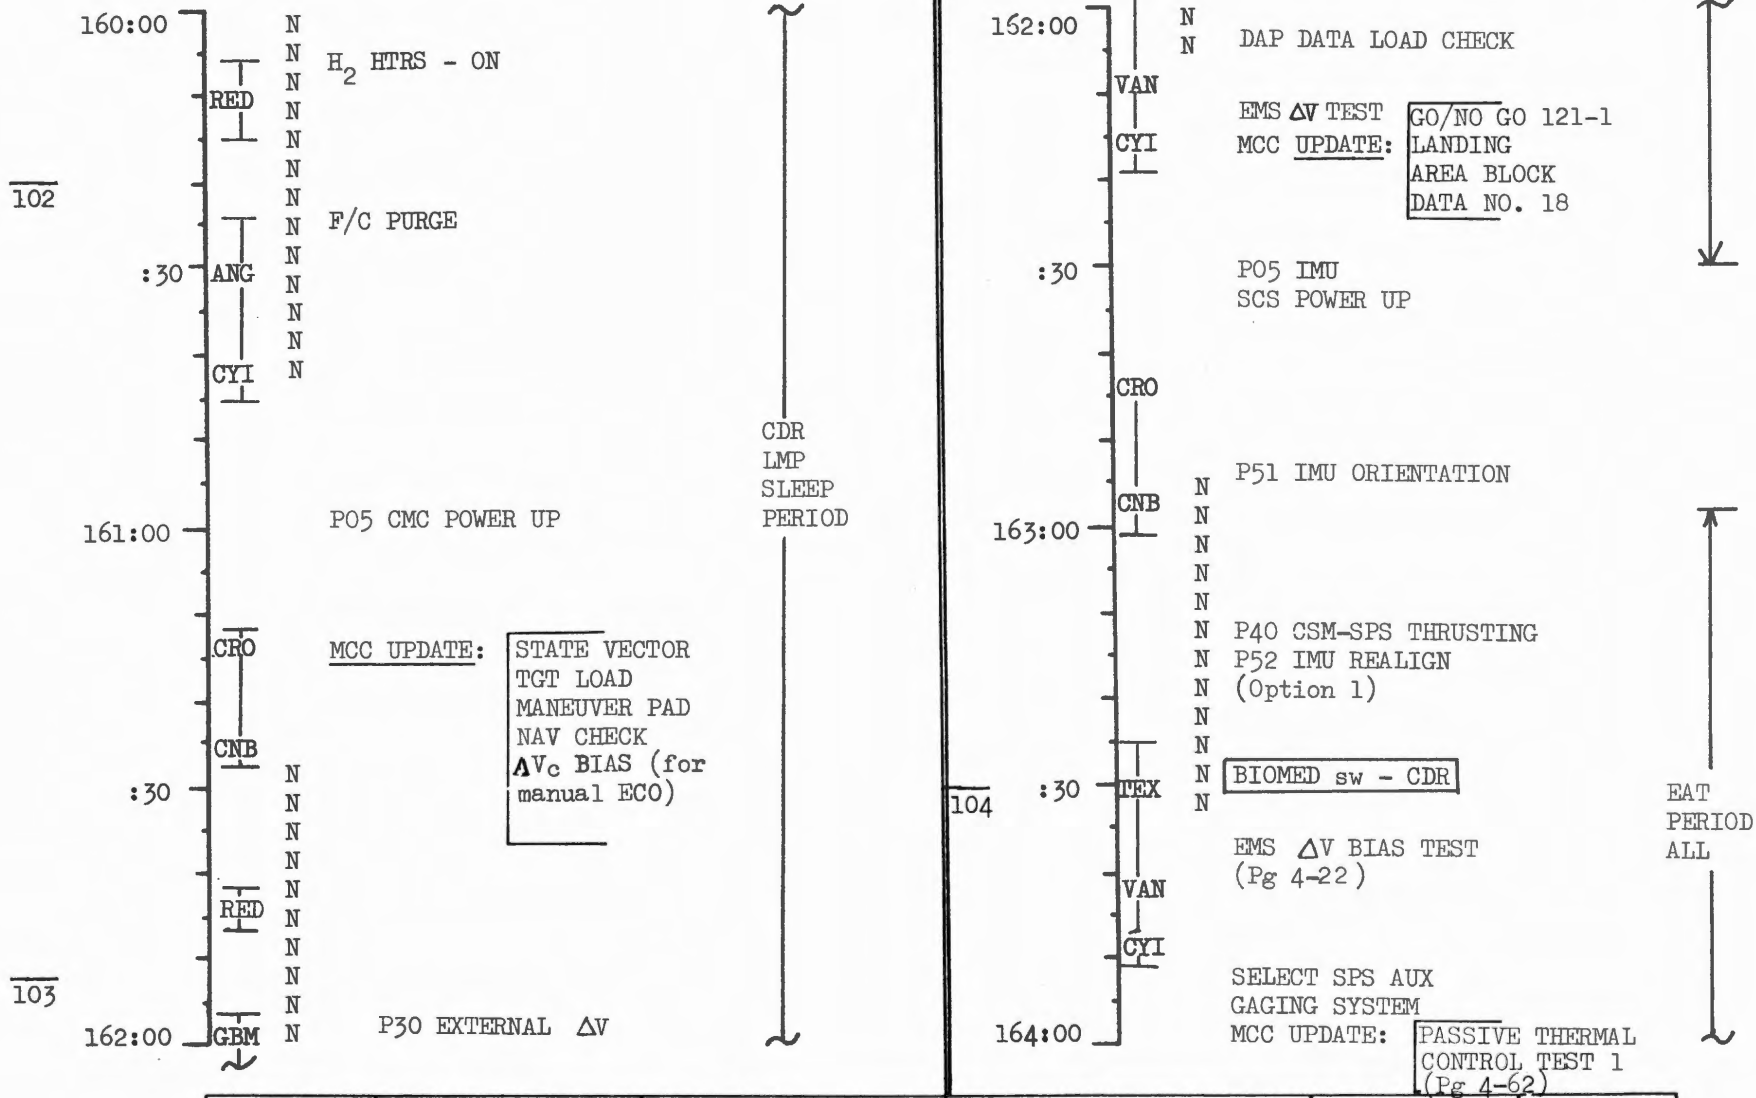 160:00
N
N
H2 HTRS - ON
N
RED
N
N
N
N
102
N
F/C PURGE
N
:30
ANG
N
N
N
N
CYI
N
CDR
LMP
SLEEP
PERIOD
P05 CMC POWER UP
161:00
CRO
MCC UPDATE:
STATE VECTOR
TGT LOAD
MANEUVER PAD
NAV CHECK
ΔVc BIAS (for
manual ECO)
CNB
:30
N
N
N
N
N
RED
N
N
N
103
N
N
162:00
GBM
N
P30 EXTERNAL ΔV
152:00
N
N
DAP DATA LOAD CHECK
VAN
EMS ΔV TEST
CYI
MCC UPDATE:
GO/NO GO 121-1
LANDING
AREA BLOCK
DATA NO. 18
:30
P05 IMU
SCS POWER UP
CRO
P51 IMU ORIENTATION
CNB
N
N
163:00
N
N
N
N
P40 CSM-SPS THRUSTING
N
P52 IMU REALIGN
N
(Option 1)
N
N
N
BIOMED sw - CDR
104
:30
TEX
N
EAT
PERIOD
ALL
EMS ΔV BIAS TEST
(Pg 4-22)
VAN
CYI
SELECT SPS AUX
GAGING SYSTEM
164:00
MCC UPDATE:
PASSIVE THERMAL
CONTROL TEST 1
(Pg 4-62)